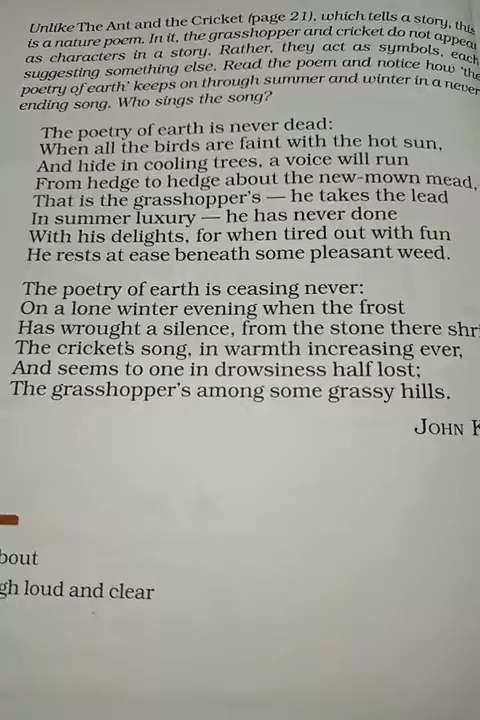 Unlike The Ant and the Cricket (page 21), which tells a story, this
is a nature poem. In it, the grasshopper and cricket do not appear
as characters in a story. Rather, they act as symbols, each
suggesting something else. Read the poem and notice how 'the
poetry of earth' keeps on through summer and winter in a never
ending song. Who sings the song?
The poetry of earth is never dead:
When all the birds are faint with the hot sun,
And hide in cooling trees, a voice will run
From hedge to hedge about the new-mown mead,
That is the grasshopper's — he takes the lead
In summer luxury — he has never done
With his delights, for when tired out with fun
He rests at ease beneath some pleasant weed.
The poetry of earth is ceasing never:
On a lone winter evening when the frost
Has wrought a silence, from the stone there shri
The cricket's song, in warmth increasing ever,
And seems to one in drowsiness half lost;
The grasshopper's among some grassy hills.
JOHN K
bout
gh loud and clear